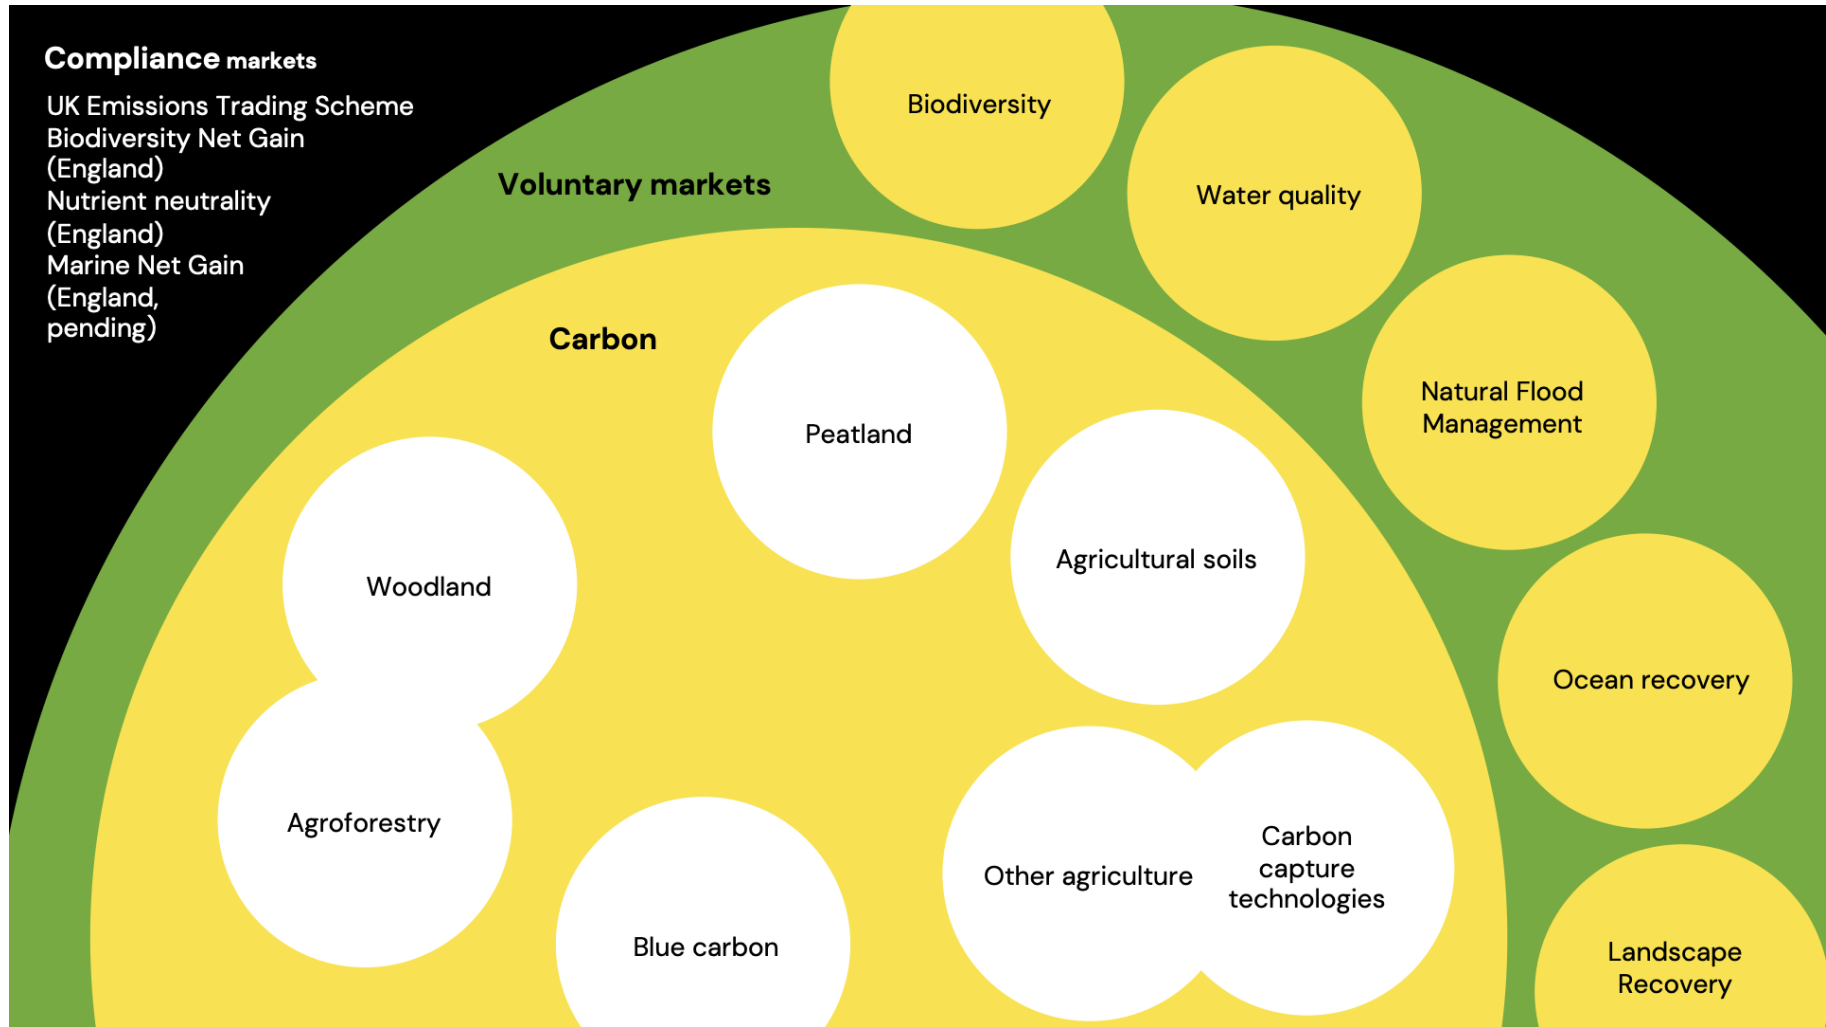 Compliance markets
UK Emissions Trading Scheme
Biodiversity Net Gain
(England)
Nutrient neutrality
(England)
Marine Net Gain
(England,
pending)
Voluntary markets
Biodiversity
Water quality
Natural Flood
Management
Ocean recovery
Landscape
Recovery
Carbon
Peatland
Agricultural soils
Woodland
Agroforestry
Blue carbon
Other agriculture
Carbon
capture
technologies